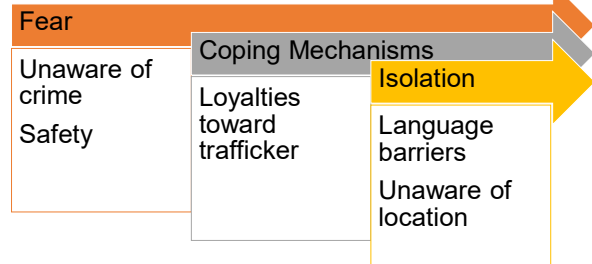 Fear
Unaware of
crime
Safety
Coping Mechanisms
Loyalties
toward
trafficker
Isolation
Language
barriers
Unaware of
location